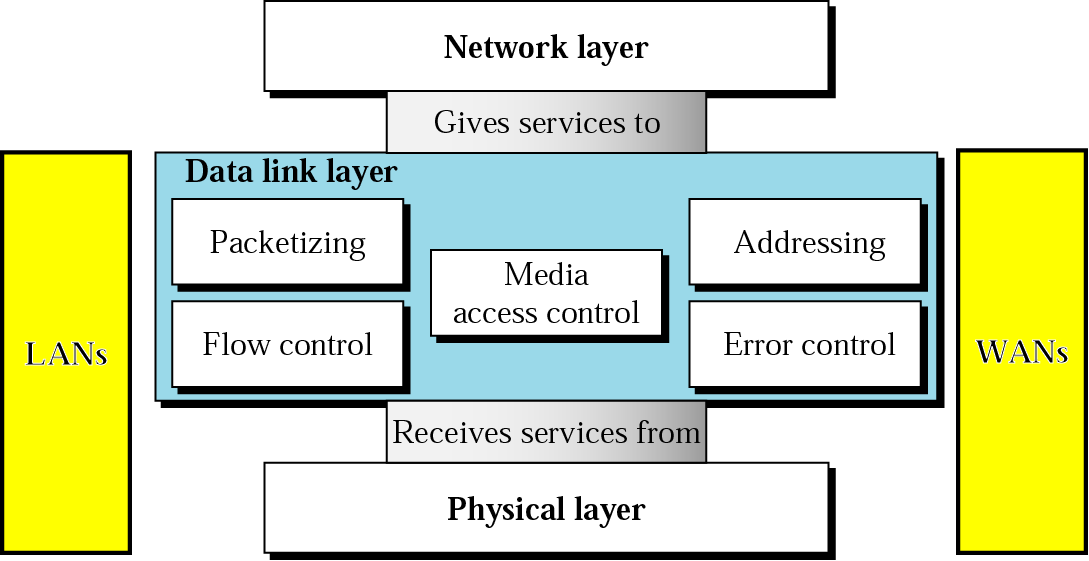 Network layer
Gives services to
Data link layer
Packetizing
Addressing
Media
access control
Flow control
Error control
LANs
WANs
Receives services from
Physical layer